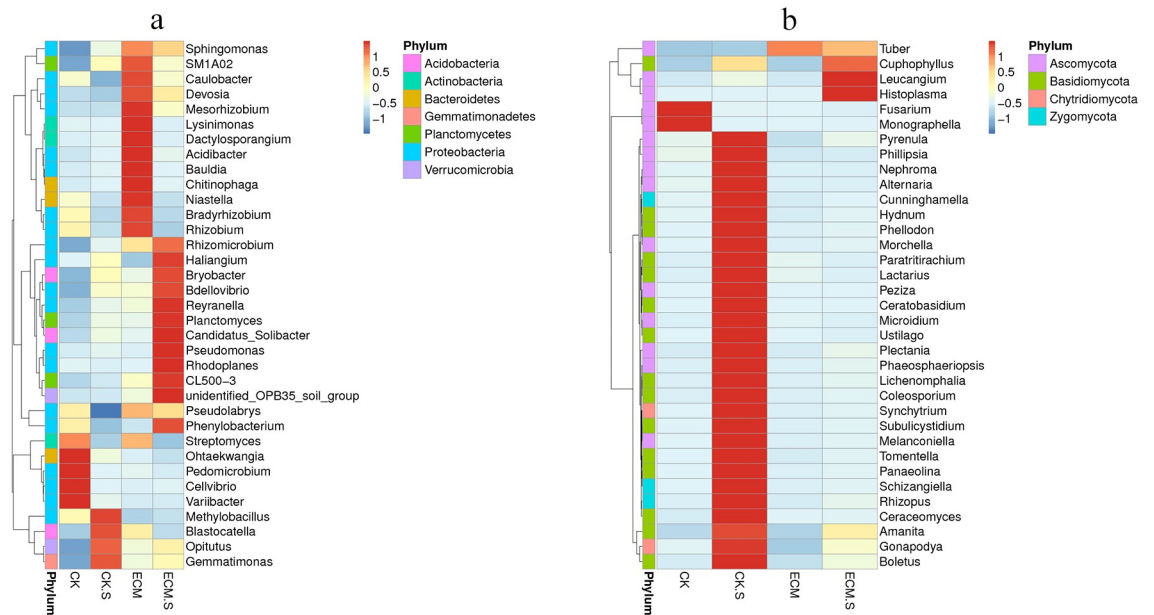 a
Sphingomonas
SM1A02
Caulobacter
Devosia
Mesorhizobium
Lysinimonas
Dactylosporangium
Acidibacter
Bauldia
Chitinophaga
Niastella
Bradyrhizobium
Rhizobium
Rhizomicrobium
Haliangium
Bryobacter
Bdellovibrio
Reyranella
Planctomyces
Candidatus_Solibacter
Pseudomonas
Rhodoplanes
CL500−3
unidentified_OPB35_soil_group
Pseudolabrys
Phenylobacterium
Streptomyces
Ohtaekwangia
Pedomicrobium
Cellvibrio
Variibacter
Methylobacillus
Blastocatella
Opitutus
Gemmatimonas
Phylum
CK
CK.S
ECM
ECM.S
1
0.5
0
−0.5
−1
Phylum
Acidobacteria
Actinobacteria
Bacteroidetes
Gemmatimonadetes
Planctomycetes
Proteobacteria
Verrucomicrobia
b
Tuber
Cuphophyllus
Leucangium
Histoplasma
Fusarium
Monographella
Pyrenula
Phillipsia
Nephroma
Alternaria
Cunninghamella
Hydnum
Phellodon
Morchella
Paratritirachium
Lactarius
Peziza
Ceratobasidium
Microidium
Ustilago
Plectania
Phaeosphaeriopsis
Lichenomphalia
Coleosporium
Synchytrium
Subulicystidium
Melanconiella
Tomentella
Panaeolina
Schizangiella
Rhizopus
Ceraceomyces
Amanita
Gonapodya
Boletus
Phylum
CK
CK.S
ECM
ECM.S
1
0.5
0
−0.5
−1
Phylum
Ascomycota
Basidiomycota
Chytridiomycota
Zygomycota